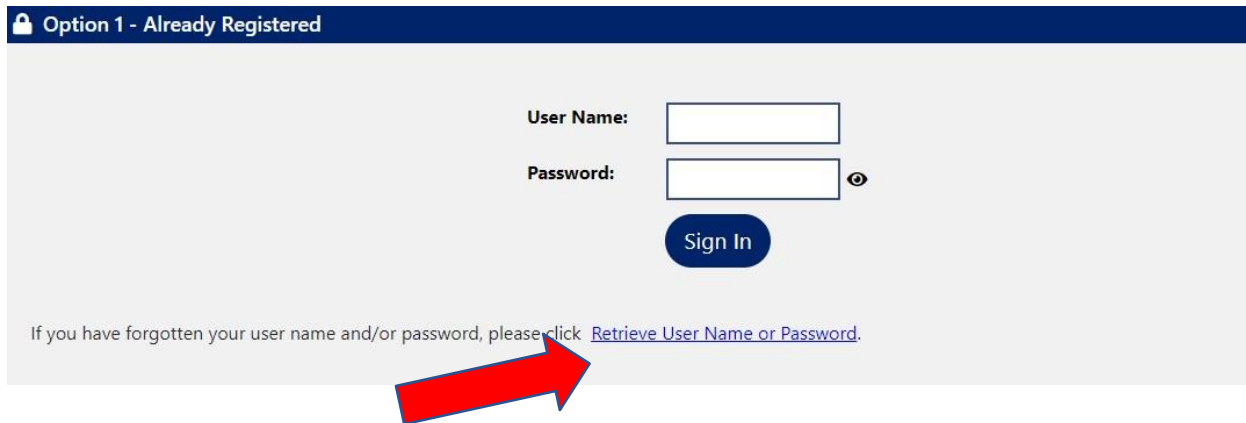 Option 1 - Already Registered
User Name:
Password:
Sign In
If you have forgotten your user name and/or password, please click Retrieve User Name or Password.